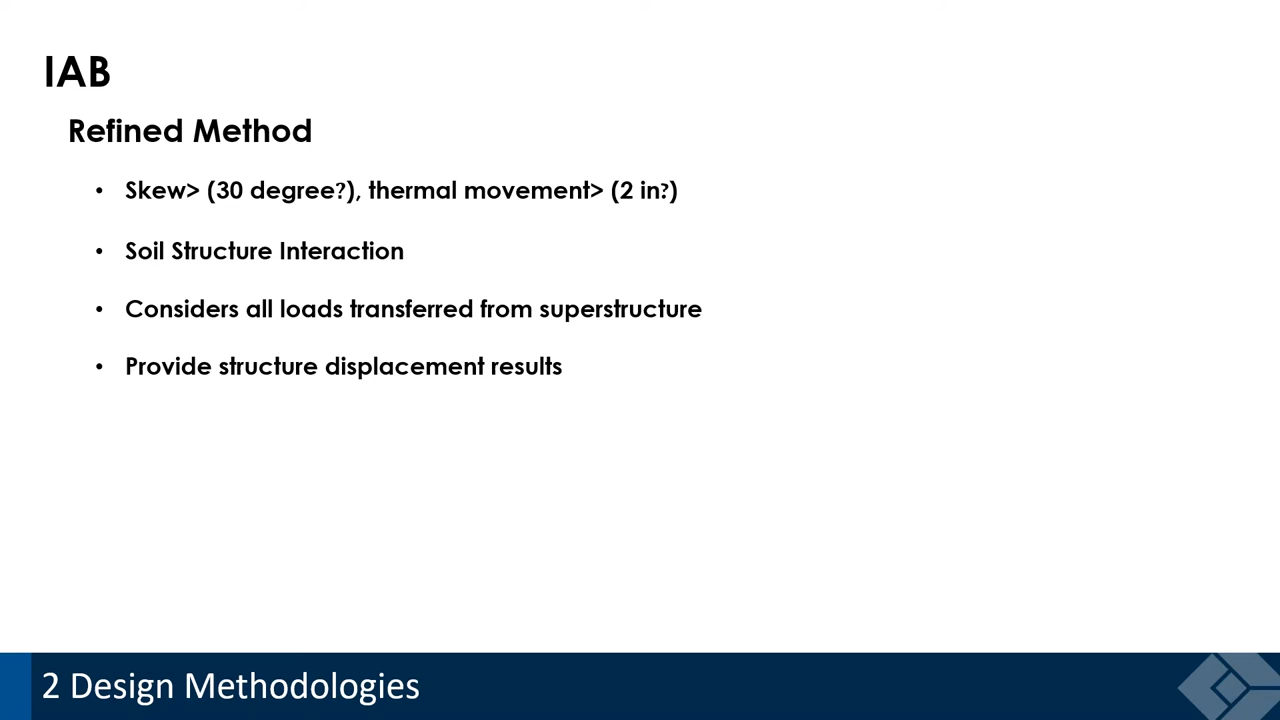 IAB
Refined Method
• Skew> (30 degree?), thermal movement> (2 in?)
• Soil Structure Interaction
• Considers all loads transferred from superstructure
• Provide structure displacement results
2 Design Methodologies